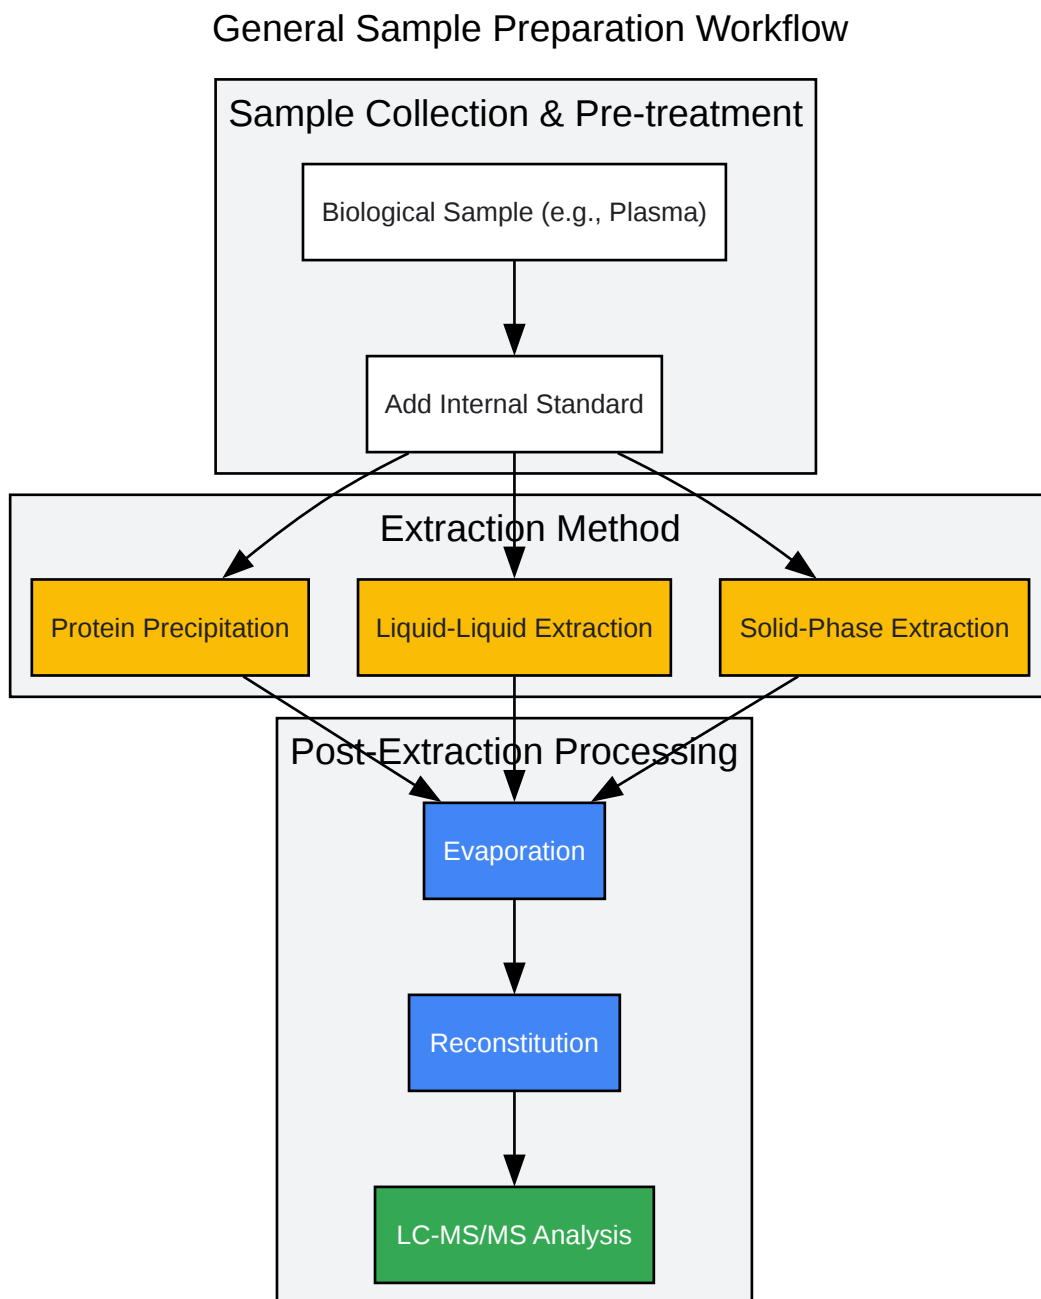 General Sample Preparation Workflow
Sample Collection & Pre-treatment
Biological Sample (e.g., Plasma)
Add Internal Standard
Extraction Method
Protein Precipitation
Liquid-Liquid Extraction
Solid-Phase Extraction
Post-Extraction Processing
Evaporation
Reconstitution
LC-MS/MS Analysis